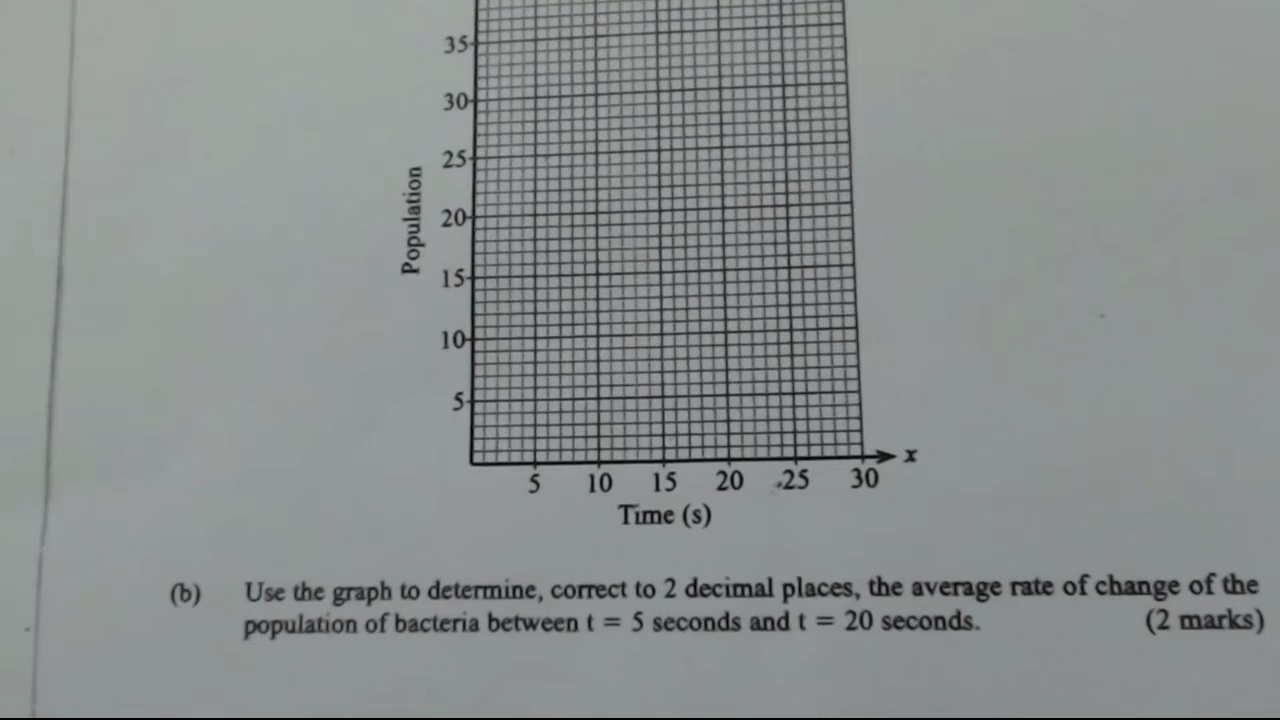 35
30
25
20
15
10
5
Population
5 10 15 20 25 30 x
Time (s)
(b) Use the graph to determine, correct to 2 decimal places, the average rate of change of the
population of bacteria between t = 5 seconds and t = 20 seconds. (2 marks)